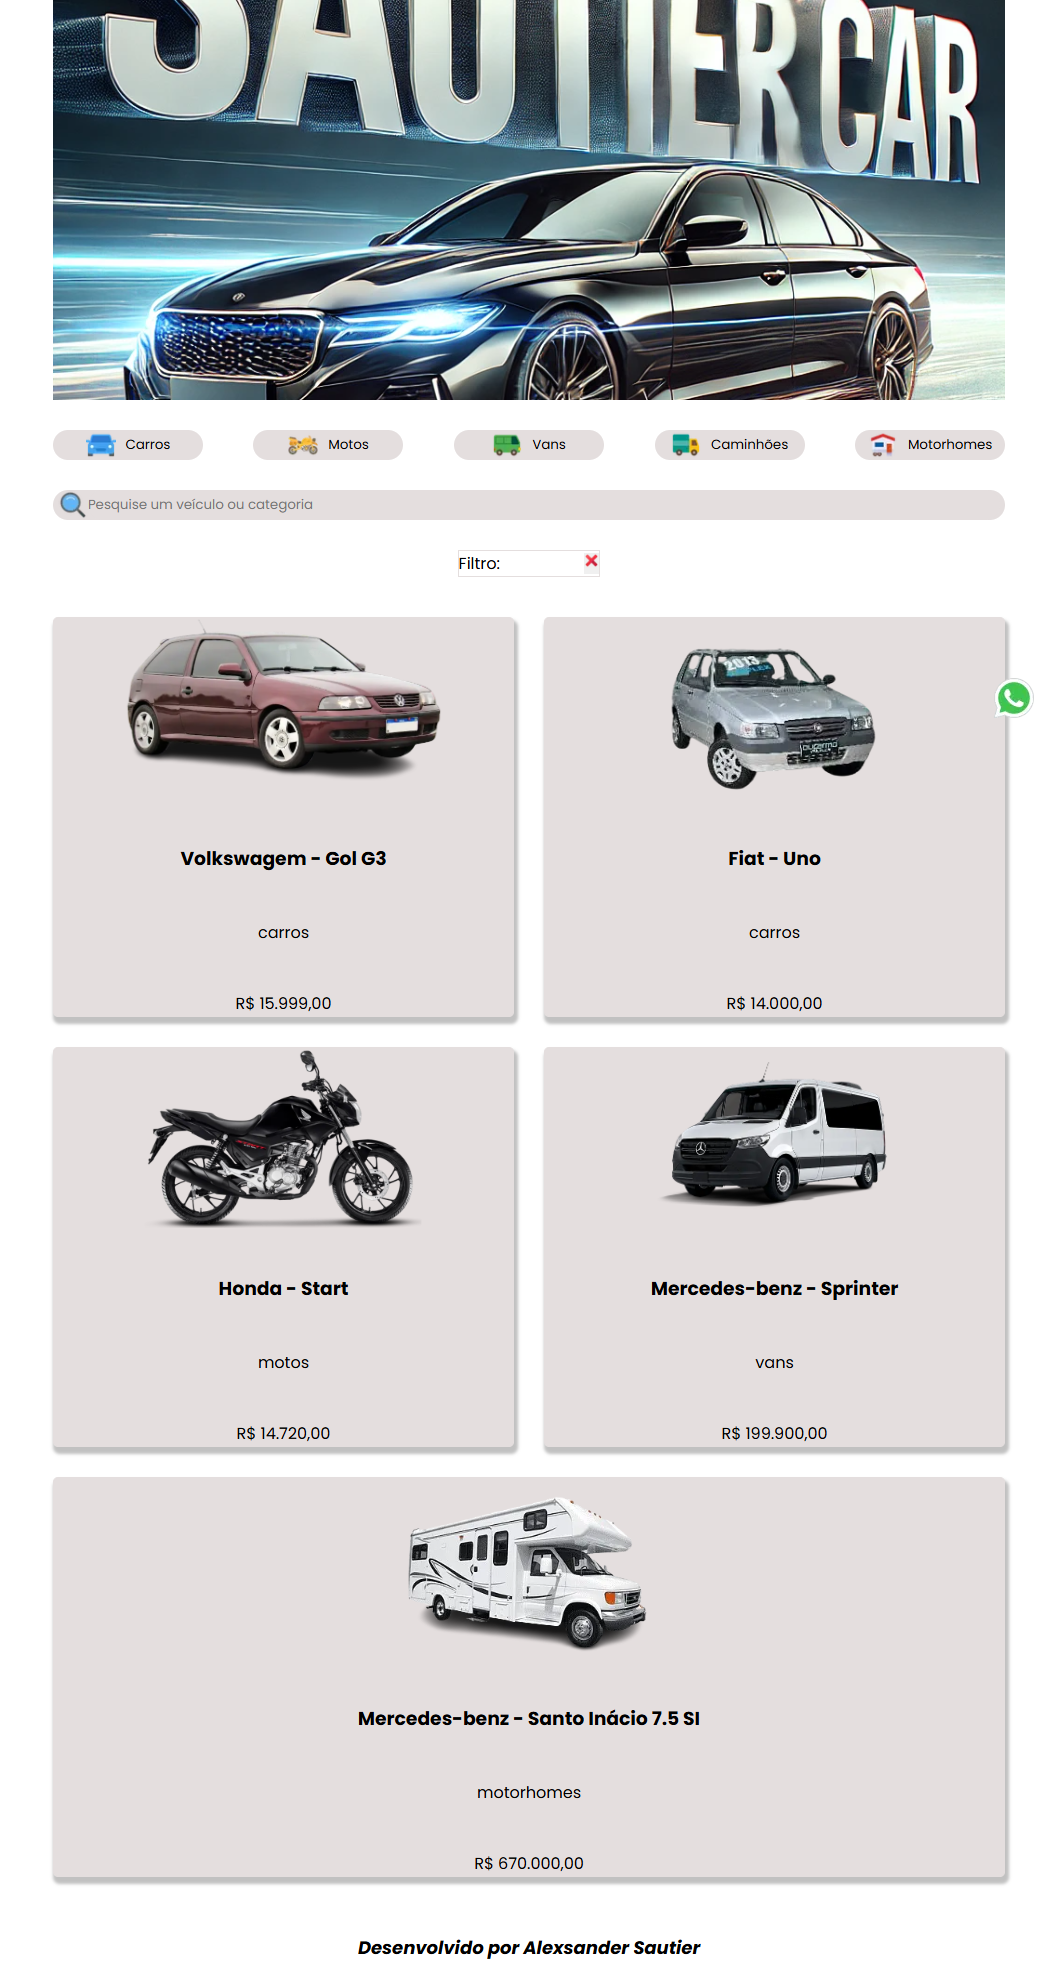 SAUTIER CAR
Carros
Motos
Vans
Caminhões
Motorhomes
Pesquise um veículo ou categoria
Filtro:
2013
FLEX
Volkswagem - Gol G3
Fiat - Uno
carros
carros
R$ 15.999,00
R$ 14.000,00
Honda - Start
Mercedes-benz - Sprinter
motos
vans
R$ 14.720,00
R$ 199.900,00
Mercedes-benz - Santo Inácio 7.5 SI
motorhomes
R$ 670.000,00
Desenvolvido por Alexsander Sautier